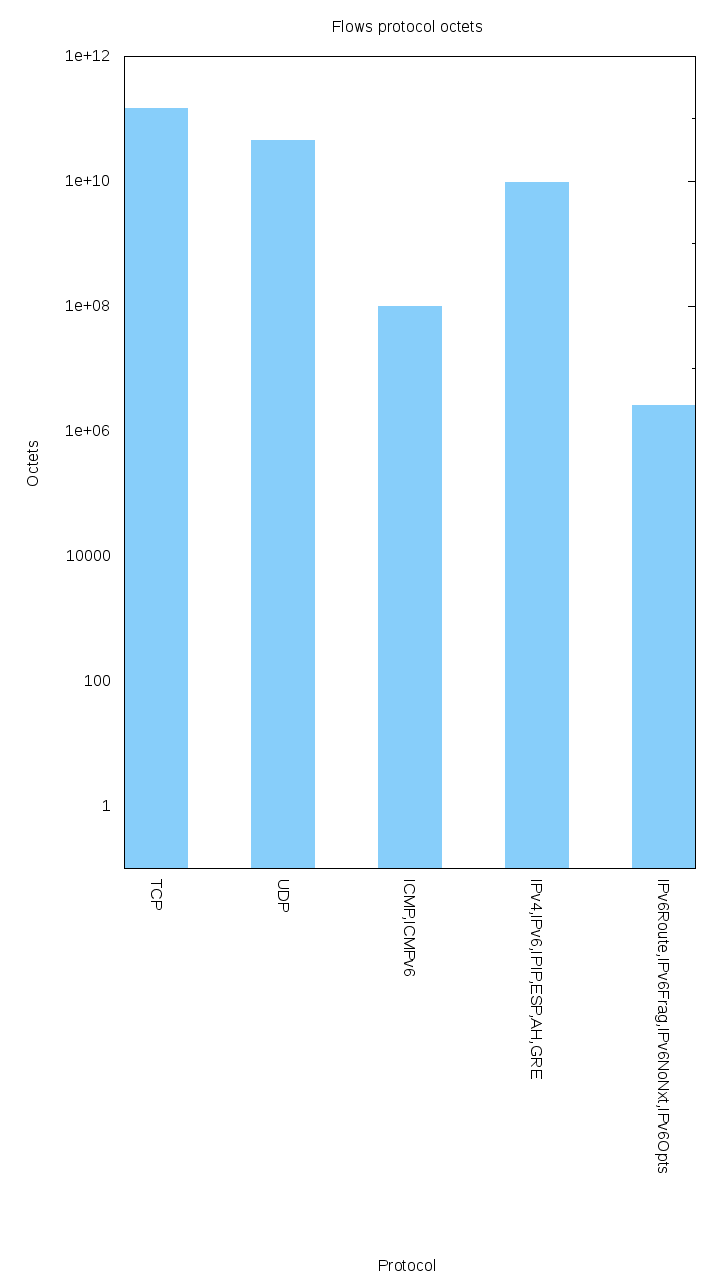 Flows protocol octets
1e+12
1e+10
1e+08
1e+06
10000
100
1
Octets
TCP
UDP
ICMP,ICMPv6
IPv4,IPv6,IPIP,ESP,AH,GRE
IPv6Route,IPv6Frag,IPv6NoNxt,IPv6Opts
Protocol